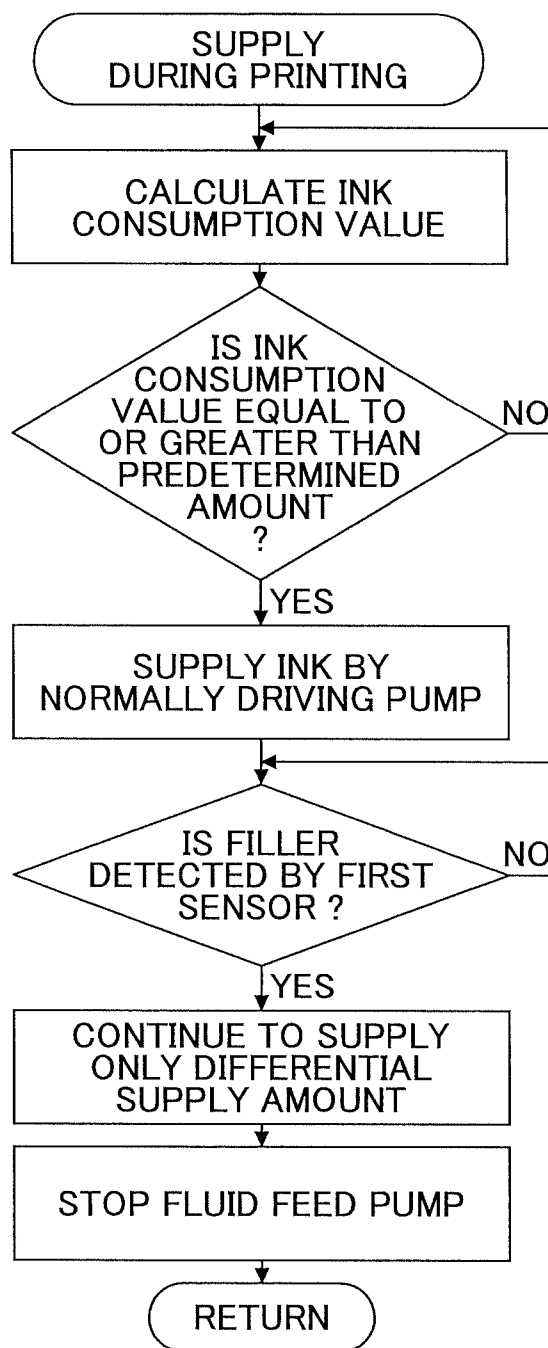 SUPPLY
DURING PRINTING
CALCULATE INK
CONSUMPTION VALUE
IS INK
CONSUMPTION
VALUE EQUAL TO
OR GREATER THAN
PREDETERMINED
AMOUNT
?
NO
YES
SUPPLY INK BY
NORMALLY DRIVING PUMP
IS FILLER
DETECTED BY FIRST
SENSOR ?
NO
YES
CONTINUE TO SUPPLY
ONLY DIFFERENTIAL
SUPPLY AMOUNT
STOP FLUID FEED PUMP
RETURN